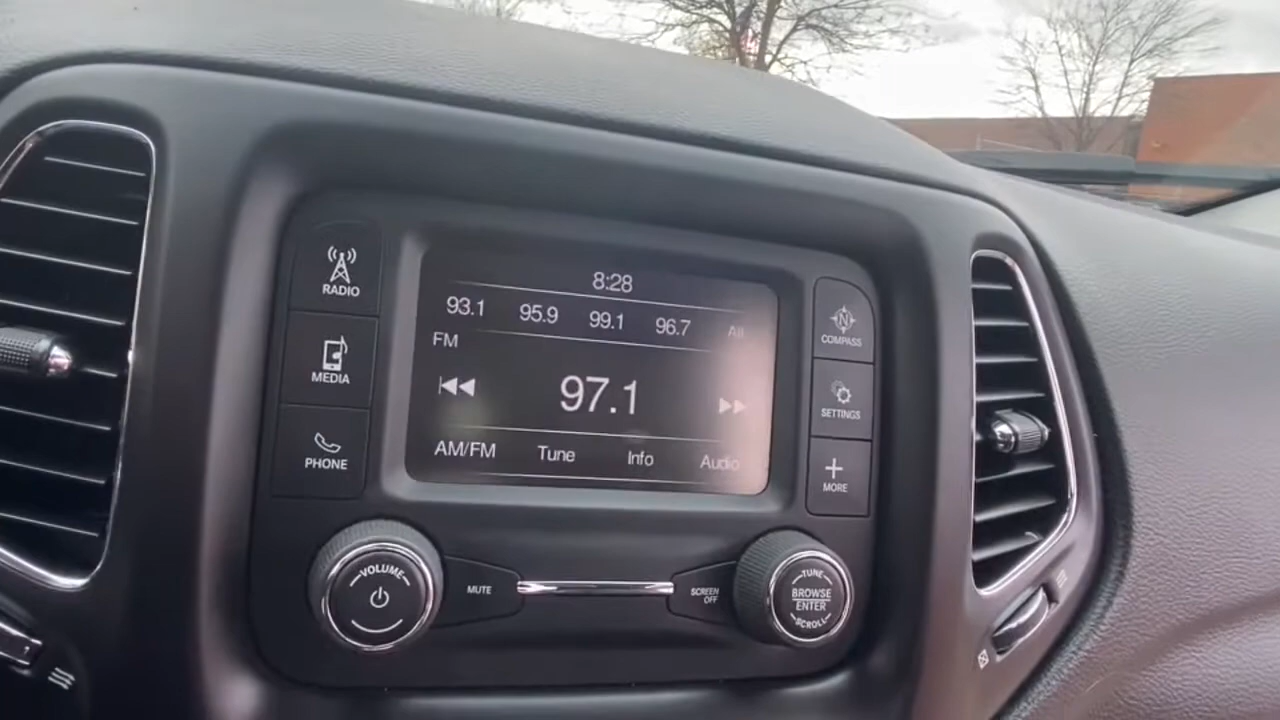 RADIO
MEDIA
PHONE
8:28
93.1 95.9 99.1 96.7 All
FM
97.1
AM/FM Tune Info Audio
N
COMPASS
SETTINGS
MORE
VOLUME
MUTE
SCREEN
OFF
TUNE
BROWSE
ENTER
SCROLL